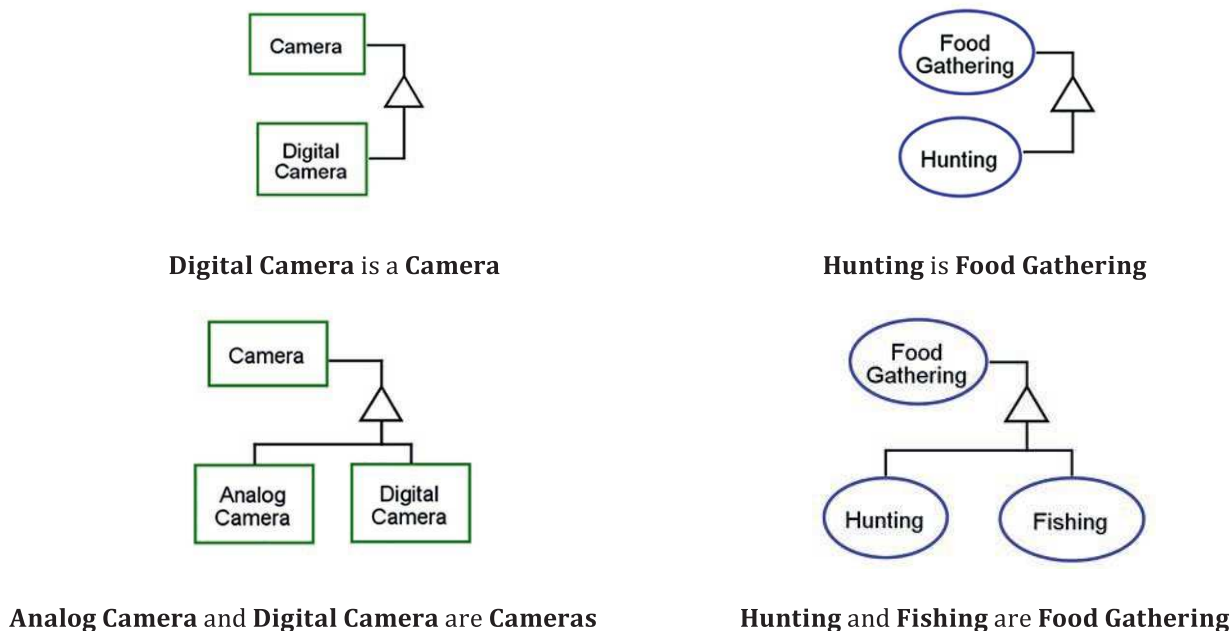 Camera
Digital
Camera
Food
Gathering
Hunting
Digital Camera is a Camera
Hunting is Food Gathering
Camera
Analog
Camera
Digital
Camera
Food
Gathering
Hunting
Fishing
Analog Camera and Digital Camera are Cameras
Hunting and Fishing are Food Gathering